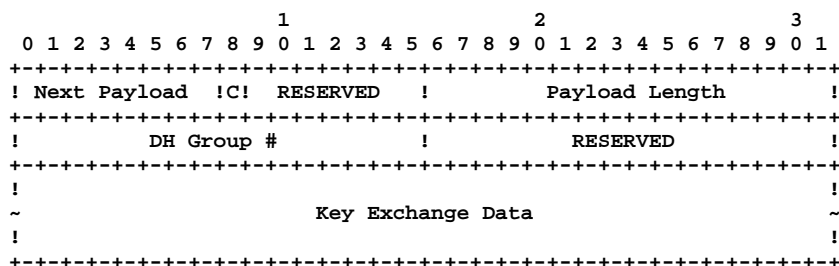 1                   2                   3
 0 1 2 3 4 5 6 7 8 9 0 1 2 3 4 5 6 7 8 9 0 1 2 3 4 5 6 7 8 9 0 1
+-+-+-+-+-+-+-+-+-+-+-+-+-+-+-+-+-+-+-+-+-+-+-+-+-+-+-+-+-+-+-+-+
! Next Payload  !C!  RESERVED   !         Payload Length        !
+-+-+-+-+-+-+-+-+-+-+-+-+-+-+-+-+-+-+-+-+-+-+-+-+-+-+-+-+-+-+-+-+
!          DH Group #           !           RESERVED            !
+-+-+-+-+-+-+-+-+-+-+-+-+-+-+-+-+-+-+-+-+-+-+-+-+-+-+-+-+-+-+-+-+
!                                                               !
~                       Key Exchange Data                       ~
!                                                               !
+-+-+-+-+-+-+-+-+-+-+-+-+-+-+-+-+-+-+-+-+-+-+-+-+-+-+-+-+-+-+-+-+